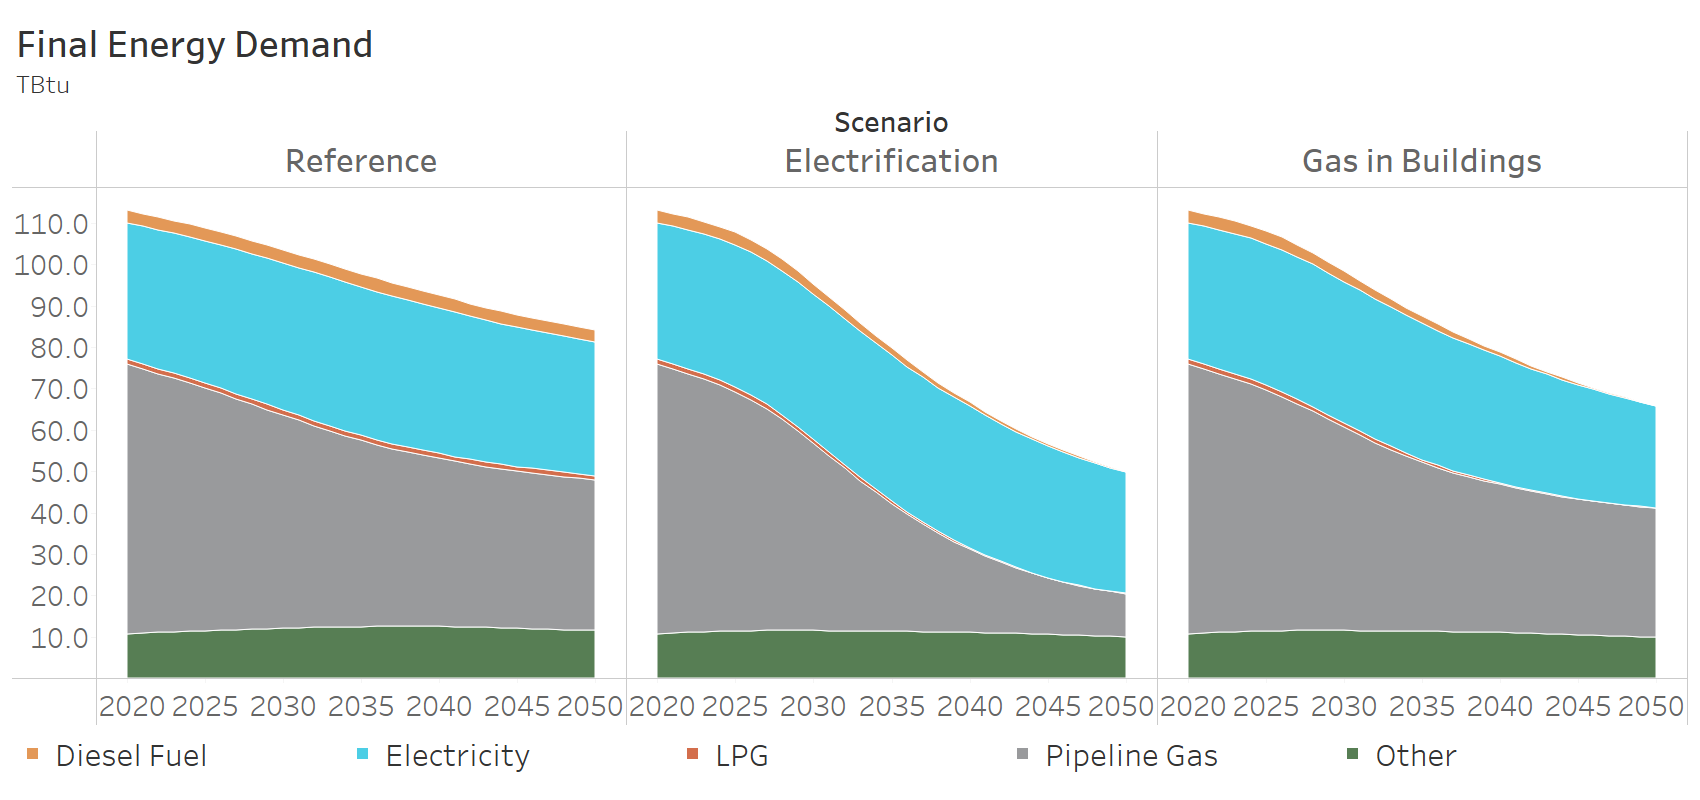 Final Energy Demand
TBtu
Scenario
Reference Electrification Gas in Buildings
110.0
100.0
90.0
80.0
70.0
60.0
50.0
40.0
30.0
20.0
10.0
2020 2025 2030 2035 2040 2045 2050 2020 2025 2030 2035 2040 2045 2050 2020 2025 2030 2035 2040 2045 2050
Diesel Fuel Electricity LPG Pipeline Gas Other